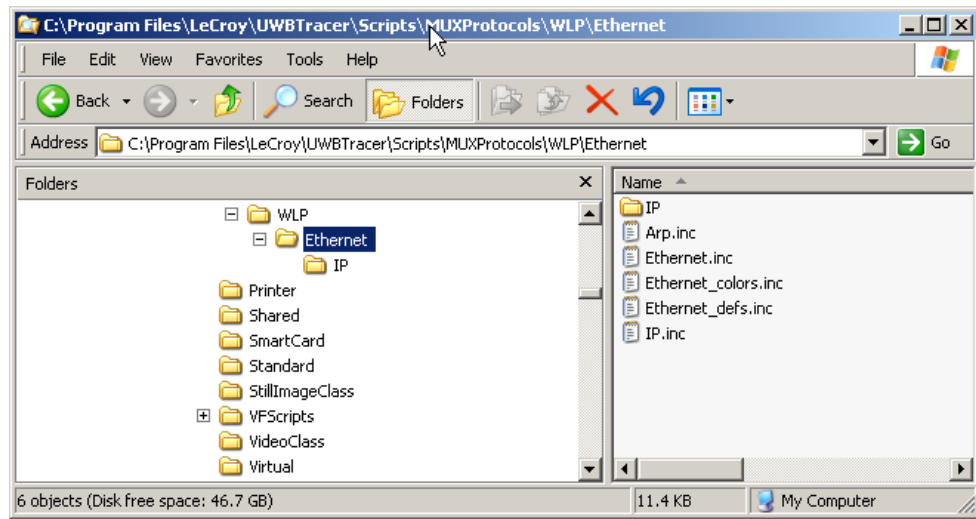 C:\Program Files\LeCroy\UWBTracer\Scripts\MUXProtocols\WLP\Ethernet
File Edit View Favorites Tools Help
Back Search Folders
Address C:\Program Files\LeCroy\UWBTracer\Scripts\MUXProtocols\WLP\Ethernet Go
Folders x Name
WLP
Ethernet
IP
Printer
Shared
SmartCard
Standard
StillImageClass
VFScripts
VideoClass
Virtual
IP
Arp.inc
Ethernet.inc
Ethernet_colors.inc
Ethernet_defs.inc
IP.inc
6 objects (Disk free space: 46.7 GB) 11.4 KB My Computer